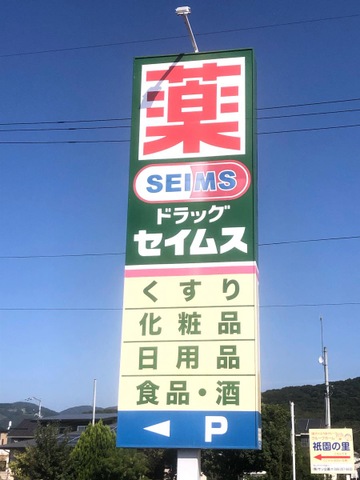 薬
SEIMS
ドラッグ
セイムス
くすり
化粧品
日用品
食品・酒
◀ P
祇園の里